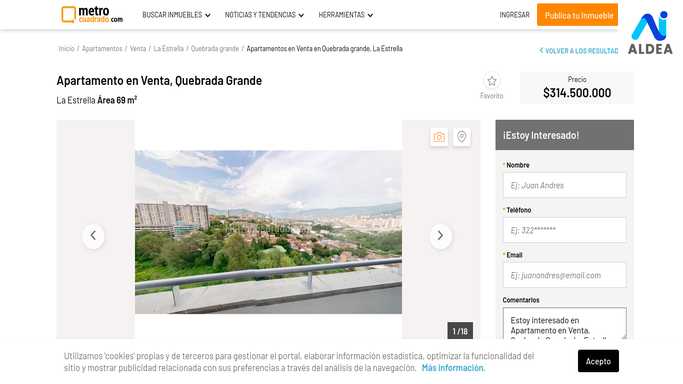 metro
cuadrado.com
BUSCAR INMUEBLES
NOTICIAS Y TENDENCIAS
HERRAMIENTAS
INGRESAR
Publica tu Inmueble
ALDEA
Inicio / Apartamentos / Venta / La Estrella / Quebrada grande / Apartamentos en Venta en Quebrada grande, La Estrella
VOLVER A LOS RESULTAD
Apartamento en Venta, Quebrada Grande
La Estrella Área 69 m²
Favorito
Precio
$314.500.000
¡Estoy Interesado!
* Nombre
Ej: Juan Andres
* Teléfono
Ej: 322*******
* Email
Ej: juanandres@email.com
Comentarios
Estoy interesado en
Apartamento en Venta,
1 /18
Utilizamos 'cookies' propias y de terceros para gestionar el portal, elaborar información estadística, optimizar la funcionalidad del
sitio y mostrar publicidad relacionada con sus preferencias a través del análisis de la navegación. Más información.
Acepto